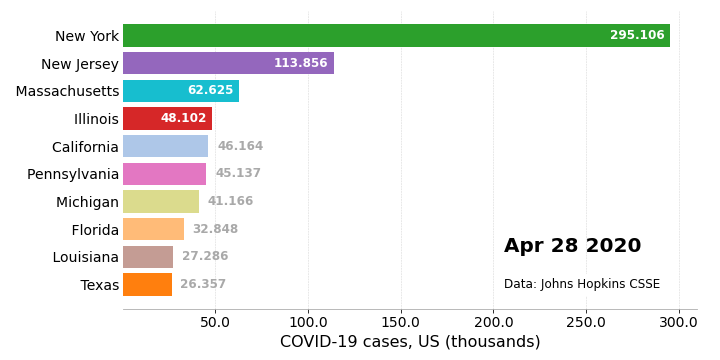 New York 295.106
New Jersey 113.856
Massachusetts 62.625
Illinois 48.102
California 46.164
Pennsylvania 45.137
Michigan 41.166
Florida 32.848
Louisiana 27.286
Texas 26.357
Apr 28 2020
Data: Johns Hopkins CSSE
50.0 100.0 150.0 200.0 250.0 300.0
COVID-19 cases, US (thousands)